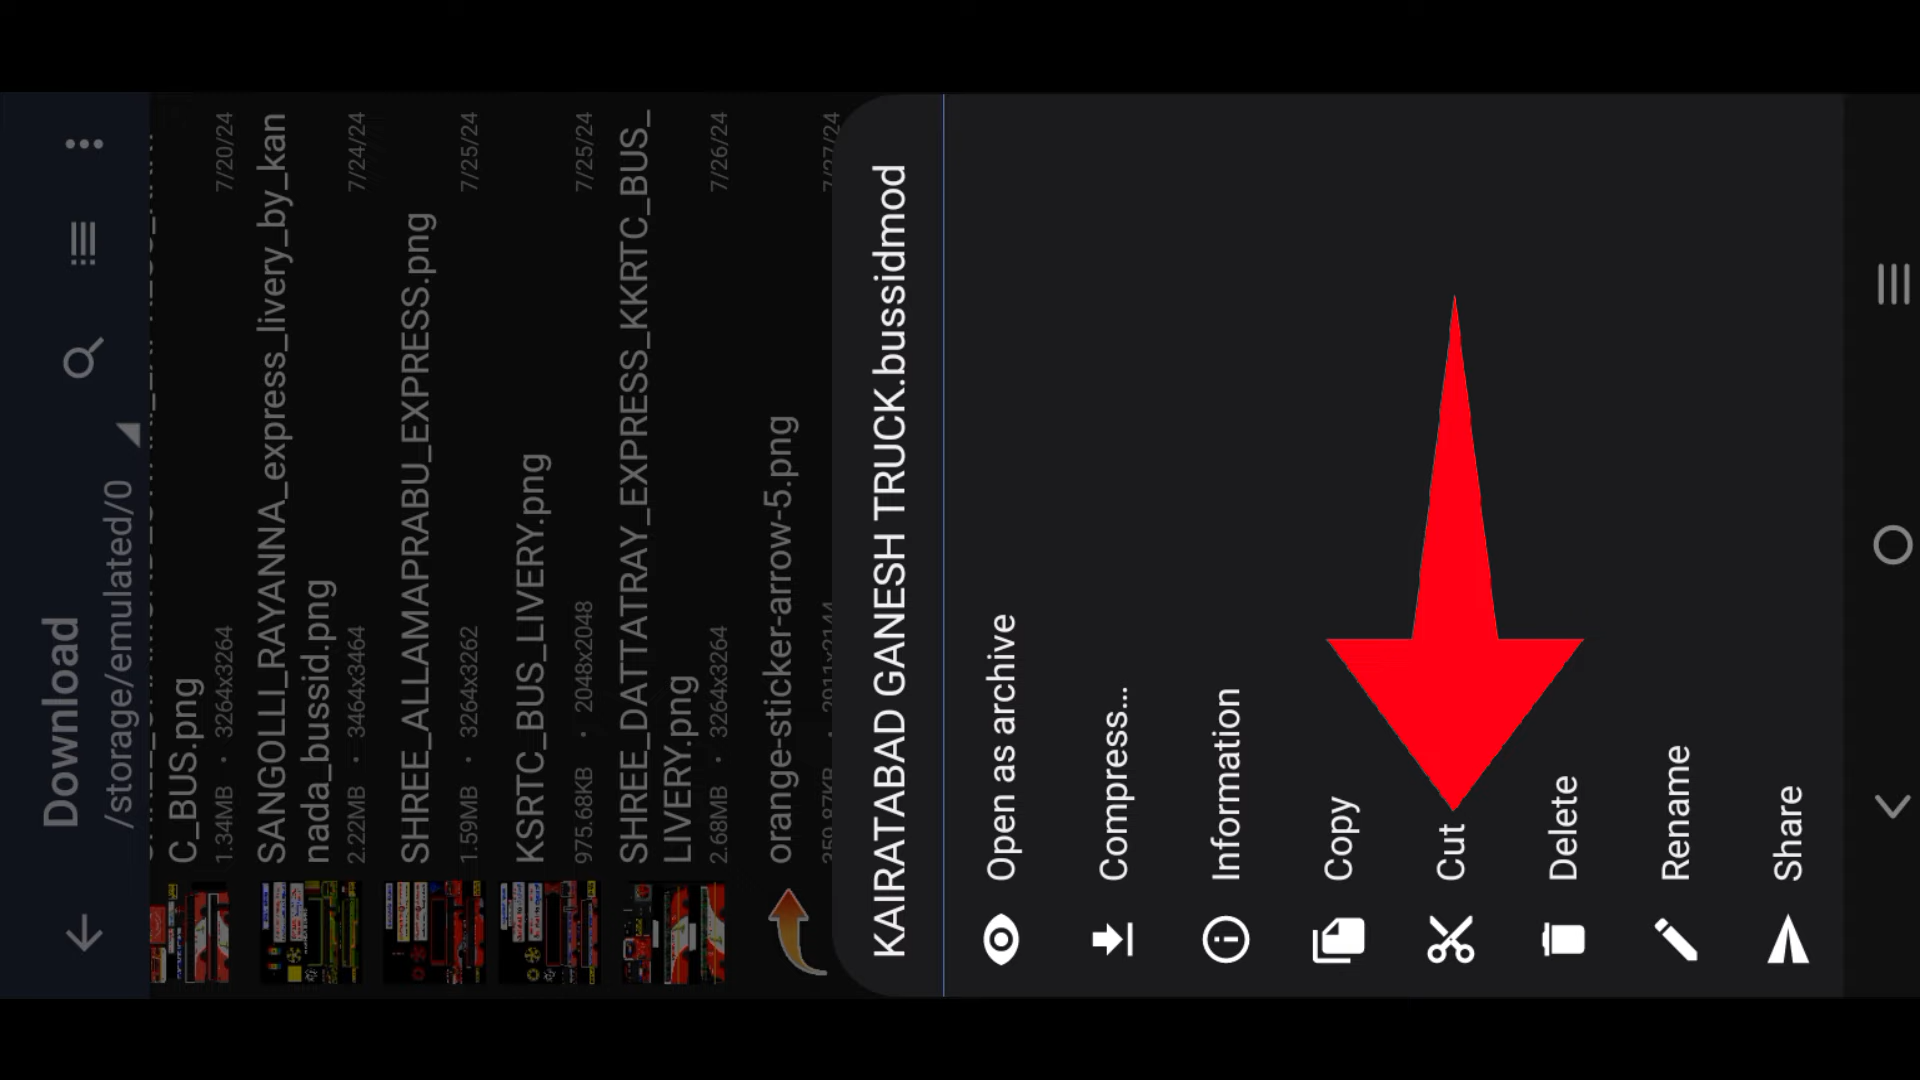 Download
/storage/emulated/0
C_BUS.png
1.34MB · 3264x3264
7/20/24
SANGOLLI_RAYANNA_express_livery_by_kan
nada_bussid.png
2.22MB · 3464x3464
7/24/24
SHREE_ALLAMAPRABU_EXPRESS.png
1.59MB · 3264x3262
7/25/24
KSRTC_BUS_LIVERY.png
975.68KB · 2048x2048
7/25/24
SHREE_DATTATRAY_EXPRESS_KKRTC_BUS_
LIVERY.png
2.68MB · 3264x3264
7/26/24
orange-sticker-arrow-5.png
7/27/24
KAIRATABAD GANESH TRUCK.bussidmod
Open as archive
Compress...
Information
Copy
Cut
Delete
Rename
Share